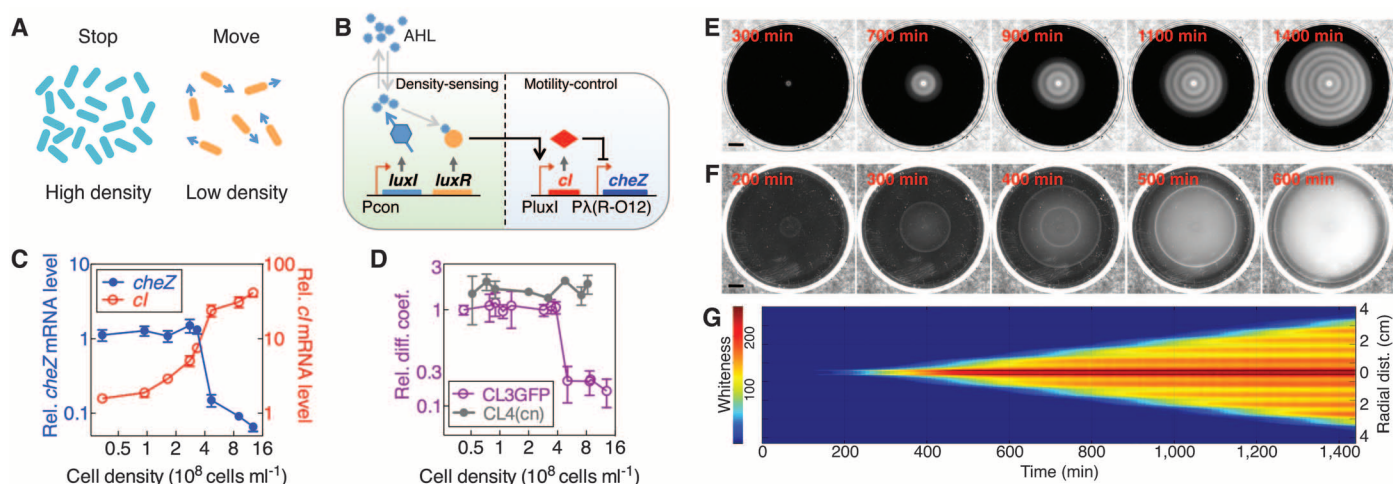 A
Stop
Move
High density
Low density
B
AHL
Density-sensing
Motility-control
luxI
luxR
cI
cheZ
Pcon
PluxI
Pλ(R-O12)
C
Rel. cheZ mRNA level
10
1
0.1
cheZ
cI
100
10
1
Rel. cI mRNA level
0.5
1
2
4
8
16
Cell density (10⁸ cells ml⁻¹)
D
Rel. diff. coef.
3
1
0.3
0.1
CL3GFP
CL4(cn)
0.5
1
2
4
8
16
Cell density (10⁸ cells ml⁻¹)
E
300 min
700 min
900 min
1100 min
1400 min
F
200 min
300 min
400 min
500 min
600 min
G
Whiteness
200
100
4
2
0
2
4
Radial dist. (cm)
0
200
400
600
800
1,000
1,200
1,400
Time (min)